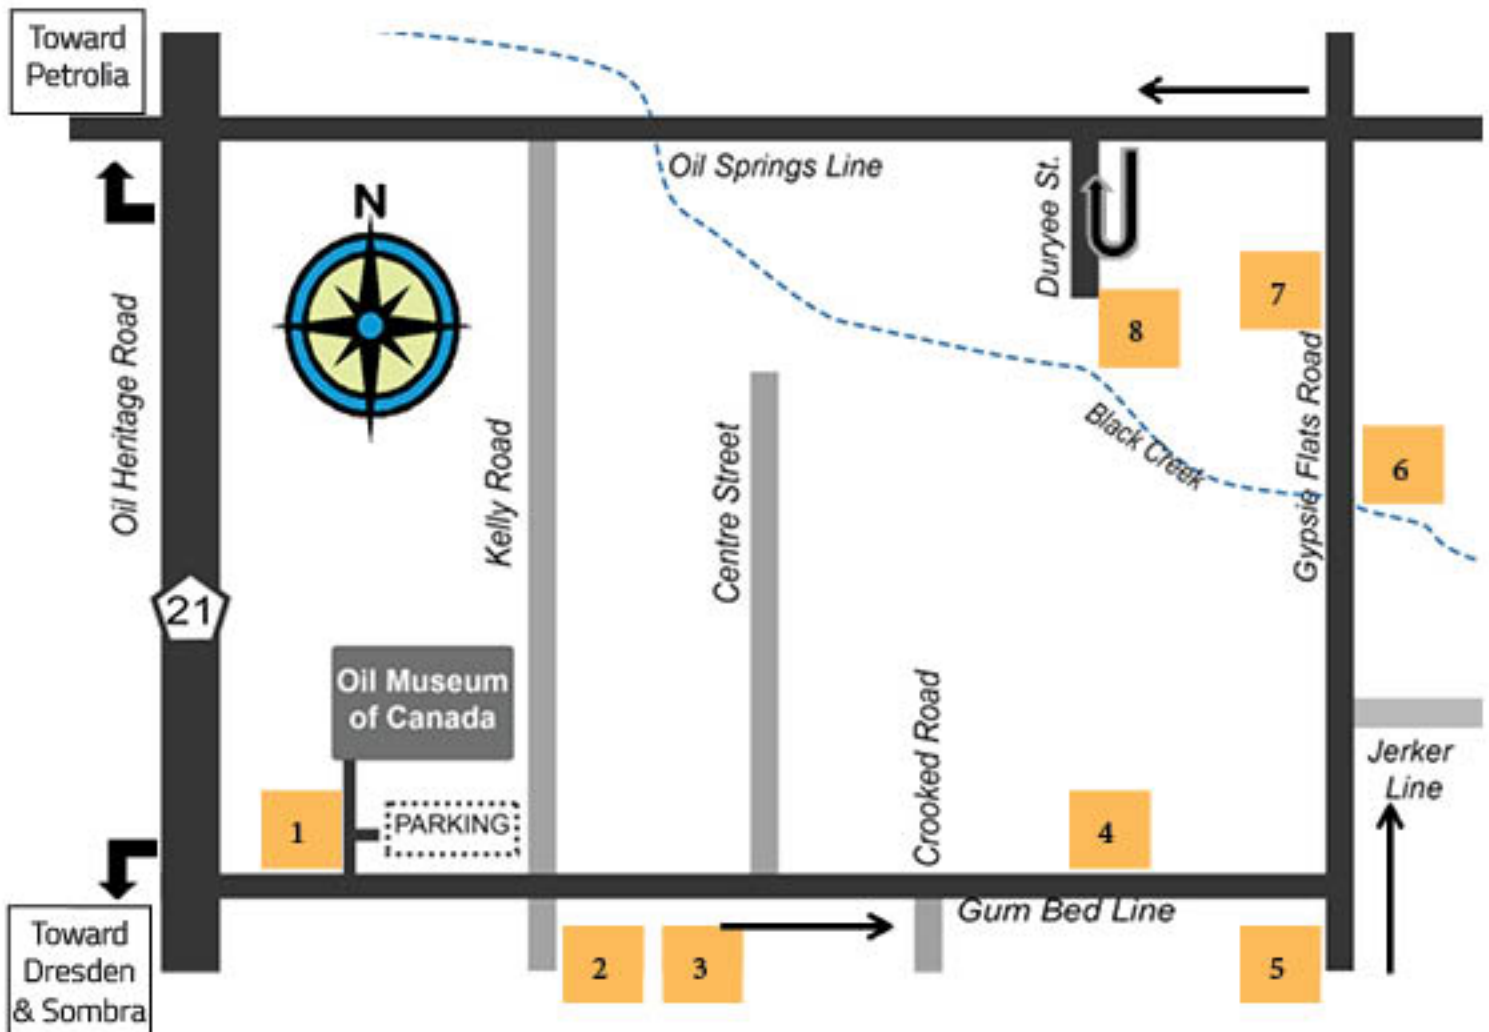 Toward
Petrolia
N
Oil Springs Line
Duryee St.
7
8
Oil Heritage Road
Kelly Road
Centre Street
Black Creek
Gypsie Flats Road
6
21
Oil Museum
of Canada
Crooked Road
Jerker
Line
1
PARKING
4
Gum Bed Line
Toward
Dresden
& Sombra
2
3
5